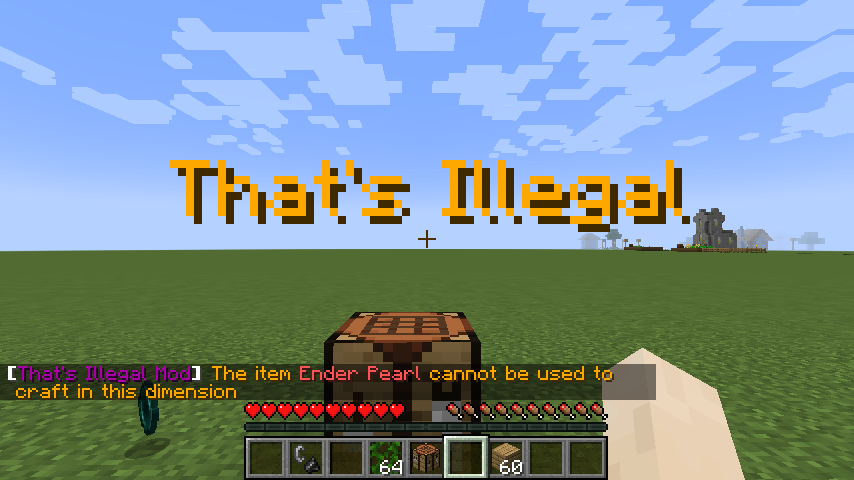 That's Illegal
[That's Illegal Mod] The item Ender Pearl cannot be used to
craft in this dimension
64
60